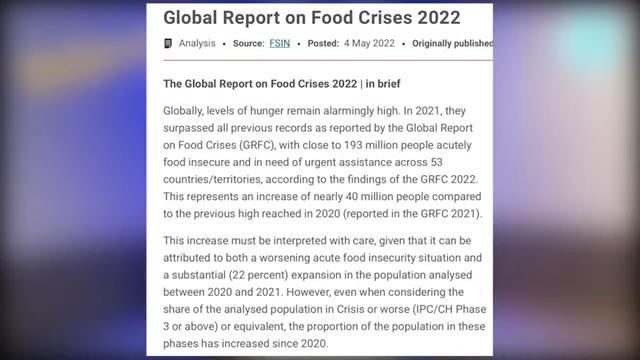 Global Report on Food Crises 2022
Analysis • Source: FSIN • Posted: 4 May 2022 • Originally published
The Global Report on Food Crises 2022 | in brief
Globally, levels of hunger remain alarmingly high. In 2021, they
surpassed all previous records as reported by the Global Report
on Food Crises (GRFC), with close to 193 million people acutely
food insecure and in need of urgent assistance across 53
countries/territories, according to the findings of the GRFC 2022.
This represents an increase of nearly 40 million people compared
to the previous high reached in 2020 (reported in the GRFC 2021).
This increase must be interpreted with care, given that it can be
attributed to both a worsening acute food insecurity situation and
a substantial (22 percent) expansion in the population analysed
between 2020 and 2021. However, even when considering the
share of the analysed population in Crisis or worse (IPC/CH Phase
3 or above) or equivalent, the proportion of the population in these
phases has increased since 2020.